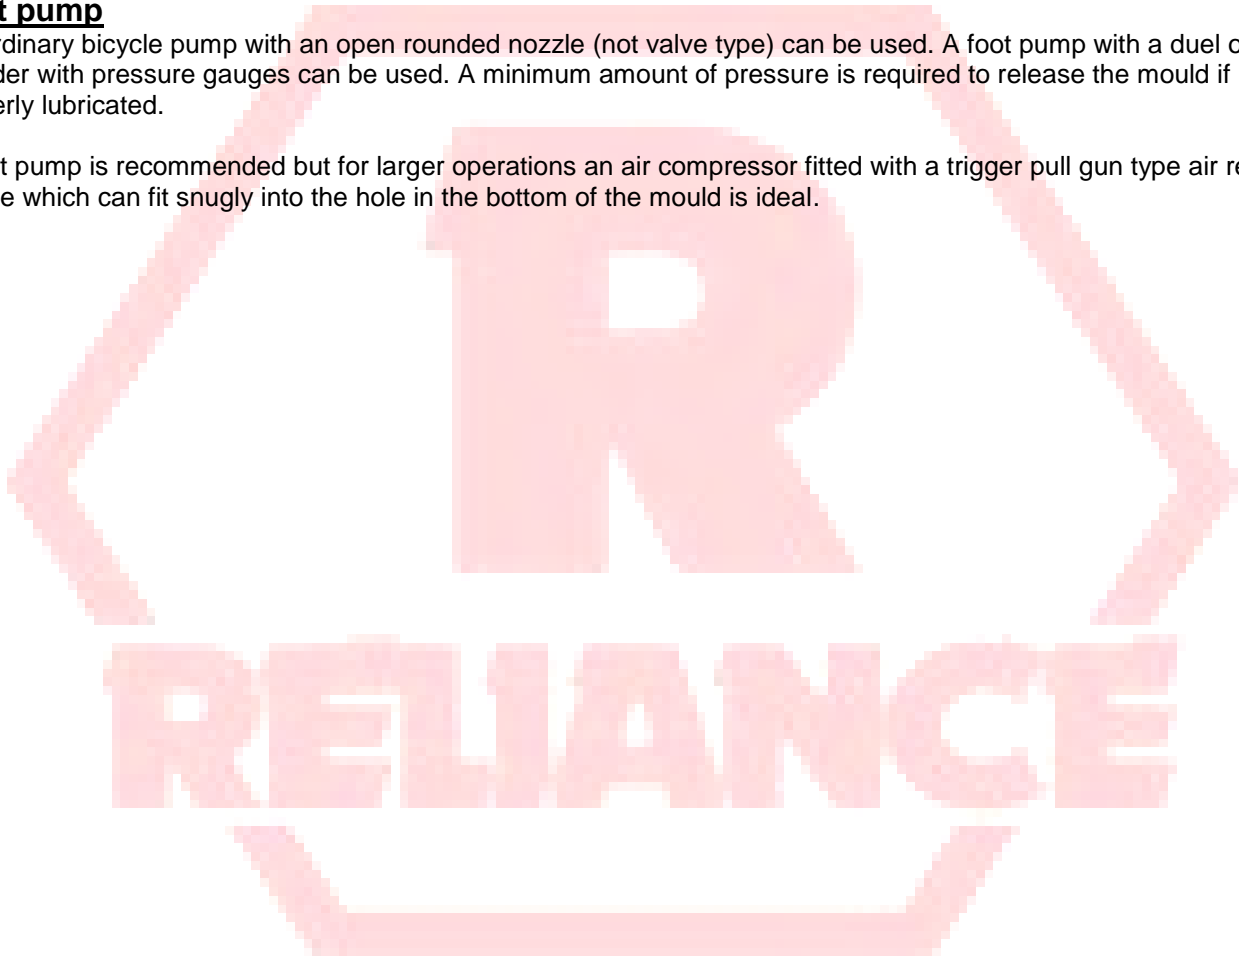 t pump
rdinary bicycle pump with an open rounded nozzle (not valve type) can be used. A foot pump with a duel
der with pressure gauges can be used. A minimum amount of pressure is required to release the mould if
erly lubricated.
t pump is recommended but for larger operations an air compressor fitted with a trigger pull gun type air re
e which can fit snugly into the hole in the bottom of the mould is ideal.
R
RELIANCE